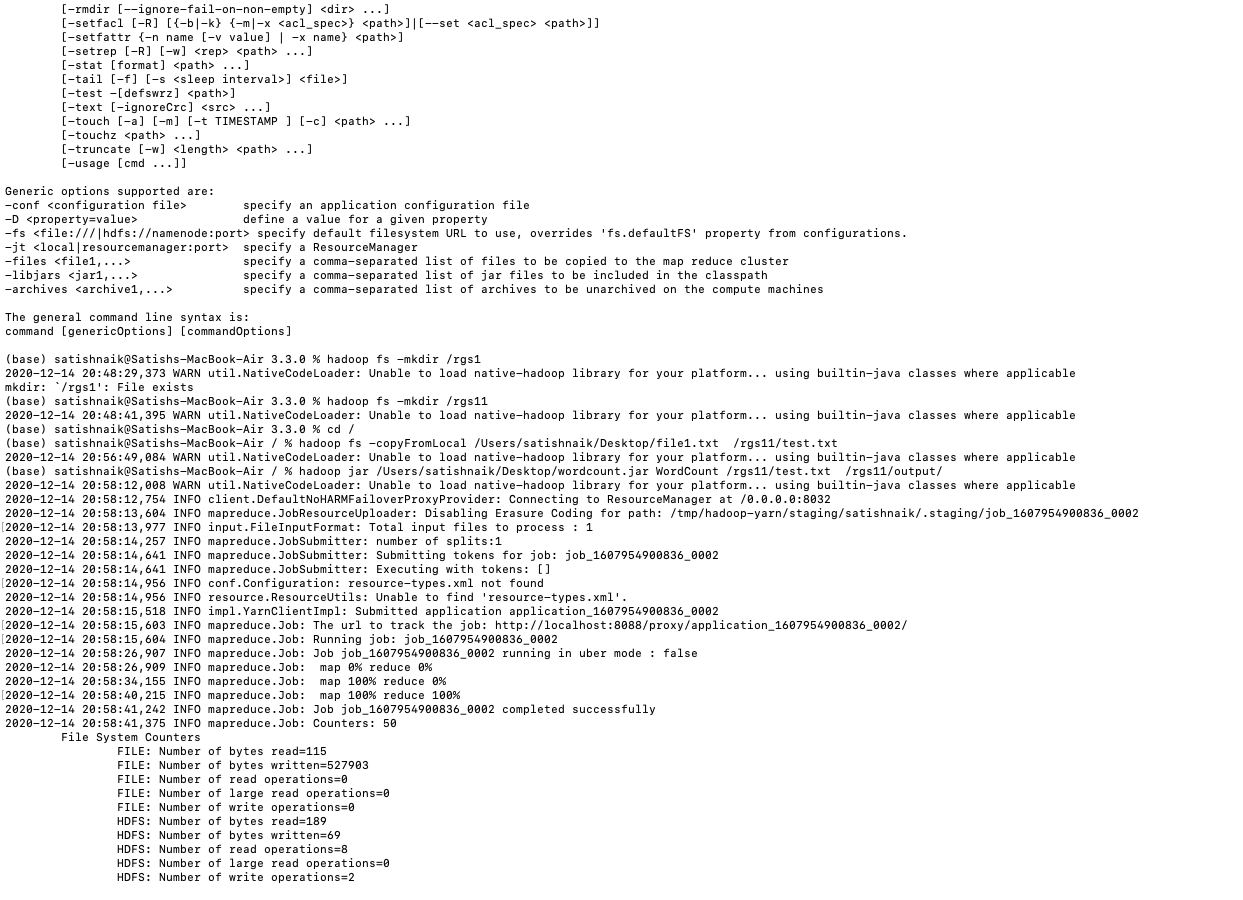 [-rmdir [--ignore-fail-on-non-empty] <dir> ...]
[-setfacl [-R] [{-b|-k} {-m|-x <acl_spec>} <path>]|[--set <acl_spec> <path>]]
[-setfattr {-n name [-v value] | -x name} <path>]
[-setrep [-R] [-w] <rep> <path> ...]
[-stat [format] <path> ...]
[-tail [-f] [-s <sleep interval>] <file>]
[-test -[defswrz] <path>]
[-text [-ignoreCrc] <src> ...]
[-touch [-a] [-m] [-t TIMESTAMP ] [-c] <path> ...]
[-touchz <path> ...]
[-truncate [-w] <length> <path> ...]
[-usage [cmd ...]]
Generic options supported are:
-conf <configuration file>        specify an application configuration file
-D <property=value>               define a value for a given property
-fs <file:///|hdfs://namenode:port> specify default filesystem URL to use, overrides 'fs.defaultFS' property from configurations.
-jt <local|resourcemanager:port>  specify a ResourceManager
-files <file1,...>                specify a comma-separated list of files to be copied to the map reduce cluster
-libjars <jar1,...>               specify a comma-separated list of jar files to be included in the classpath
-archives <archive1,...>          specify a comma-separated list of archives to be unarchived on the compute machines
The general command line syntax is:
command [genericOptions] [commandOptions]
(base) satishnaik@Satishs-MacBook-Air 3.3.0 % hadoop fs -mkdir /rgs1
2020-12-14 20:48:29,373 WARN util.NativeCodeLoader: Unable to load native-hadoop library for your platform... using builtin-java classes where applicable
mkdir: `/rgs1': File exists
(base) satishnaik@Satishs-MacBook-Air 3.3.0 % hadoop fs -mkdir /rgs11
2020-12-14 20:48:41,395 WARN util.NativeCodeLoader: Unable to load native-hadoop library for your platform... using builtin-java classes where applicable
(base) satishnaik@Satishs-MacBook-Air 3.3.0 % cd /
(base) satishnaik@Satishs-MacBook-Air / % hadoop fs -copyFromLocal /Users/satishnaik/Desktop/file1.txt  /rgs11/test.txt
2020-12-14 20:56:49,084 WARN util.NativeCodeLoader: Unable to load native-hadoop library for your platform... using builtin-java classes where applicable
(base) satishnaik@Satishs-MacBook-Air / % hadoop jar /Users/satishnaik/Desktop/wordcount.jar WordCount /rgs11/test.txt  /rgs11/output/
2020-12-14 20:58:12,008 WARN util.NativeCodeLoader: Unable to load native-hadoop library for your platform... using builtin-java classes where applicable
2020-12-14 20:58:12,754 INFO client.DefaultNoHARMFailoverProxyProvider: Connecting to ResourceManager at /0.0.0.0:8032
2020-12-14 20:58:13,604 INFO mapreduce.JobResourceUploader: Disabling Erasure Coding for path: /tmp/hadoop-yarn/staging/satishnaik/.staging/job_1607954900836_0002
[2020-12-14 20:58:13,977 INFO input.FileInputFormat: Total input files to process : 1
2020-12-14 20:58:14,257 INFO mapreduce.JobSubmitter: number of splits:1
2020-12-14 20:58:14,641 INFO mapreduce.JobSubmitter: Submitting tokens for job: job_1607954900836_0002
2020-12-14 20:58:14,641 INFO mapreduce.JobSubmitter: Executing with tokens: []
[2020-12-14 20:58:14,956 INFO conf.Configuration: resource-types.xml not found
2020-12-14 20:58:14,956 INFO resource.ResourceUtils: Unable to find 'resource-types.xml'.
2020-12-14 20:58:15,518 INFO impl.YarnClientImpl: Submitted application application_1607954900836_0002
[2020-12-14 20:58:15,603 INFO mapreduce.Job: The url to track the job: http://localhost:8088/proxy/application_1607954900836_0002/
[2020-12-14 20:58:15,604 INFO mapreduce.Job: Running job: job_1607954900836_0002
2020-12-14 20:58:26,907 INFO mapreduce.Job: Job job_1607954900836_0002 running in uber mode : false
2020-12-14 20:58:26,909 INFO mapreduce.Job:  map 0% reduce 0%
2020-12-14 20:58:34,155 INFO mapreduce.Job:  map 100% reduce 0%
[2020-12-14 20:58:40,215 INFO mapreduce.Job:  map 100% reduce 100%
2020-12-14 20:58:41,242 INFO mapreduce.Job: Job job_1607954900836_0002 completed successfully
2020-12-14 20:58:41,375 INFO mapreduce.Job: Counters: 50
File System Counters
FILE: Number of bytes read=115
FILE: Number of bytes written=527903
FILE: Number of read operations=0
FILE: Number of large read operations=0
FILE: Number of write operations=0
HDFS: Number of bytes read=189
HDFS: Number of bytes written=69
HDFS: Number of read operations=8
HDFS: Number of large read operations=0
HDFS: Number of write operations=2